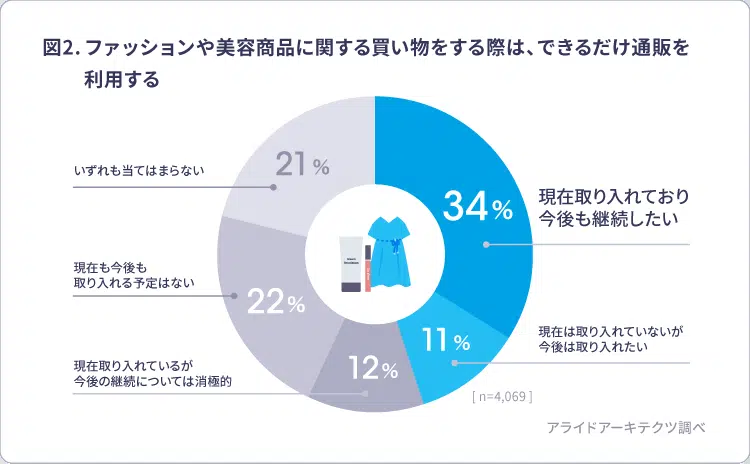 図2. ファッションや美容商品に関する買い物をする際は、できるだけ通販を
利用する
34%
現在取り入れており
今後も継続したい
11%
現在は取り入れていないが
今後は取り入れたい
12%
現在取り入れているが
今後の継続については消極的
22%
現在も今後も
取り入れる予定はない
21%
いずれも当てはまらない
[ n=4,069 ]
アライドアーキテクツ調べ